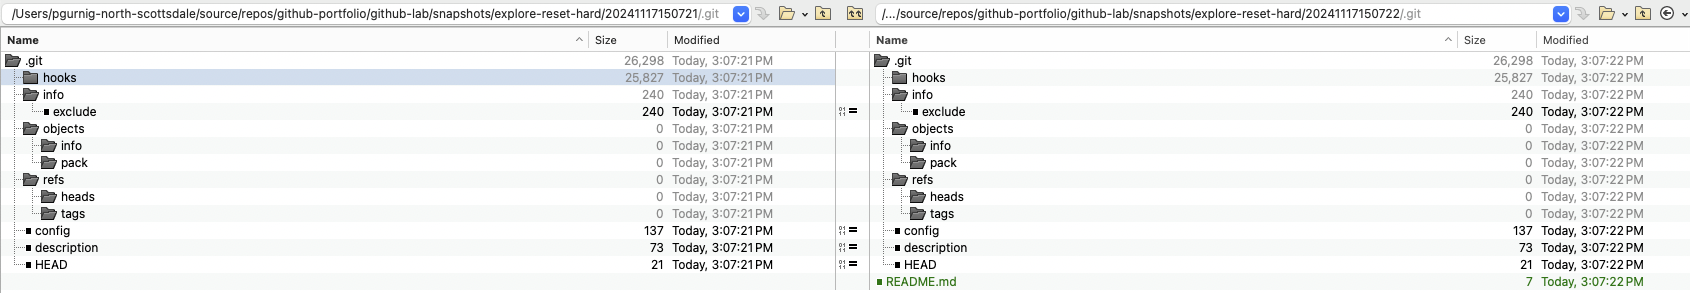 /Users/pgurnig-north-scottsdale/source/repos/github-portfolio/github-lab/snapshots/explore-reset-hard/20241117150721/.git /.../source/repos/github-portfolio/github-lab/snapshots/explore-reset-hard/20241117150722/.git
Name Size Modified Name Size Modified
.git 26,298 Today, 3:07:21 PM .git 26,298 Today, 3:07:22 PM
hooks 25,827 Today, 3:07:21 PM hooks 25,827 Today, 3:07:22 PM
info 240 Today, 3:07:21 PM info 240 Today, 3:07:22 PM
exclude 240 Today, 3:07:21 PM = exclude 240 Today, 3:07:22 PM
objects 0 Today, 3:07:21 PM objects 0 Today, 3:07:22 PM
info 0 Today, 3:07:21 PM info 0 Today, 3:07:22 PM
pack 0 Today, 3:07:21 PM pack 0 Today, 3:07:22 PM
refs 0 Today, 3:07:21 PM refs 0 Today, 3:07:22 PM
heads 0 Today, 3:07:21 PM heads 0 Today, 3:07:22 PM
tags 0 Today, 3:07:21 PM tags 0 Today, 3:07:22 PM
config 137 Today, 3:07:21 PM = config 137 Today, 3:07:22 PM
description 73 Today, 3:07:21 PM = description 73 Today, 3:07:22 PM
HEAD 21 Today, 3:07:21 PM = HEAD 21 Today, 3:07:22 PM
README.md 7 Today, 3:07:22 PM